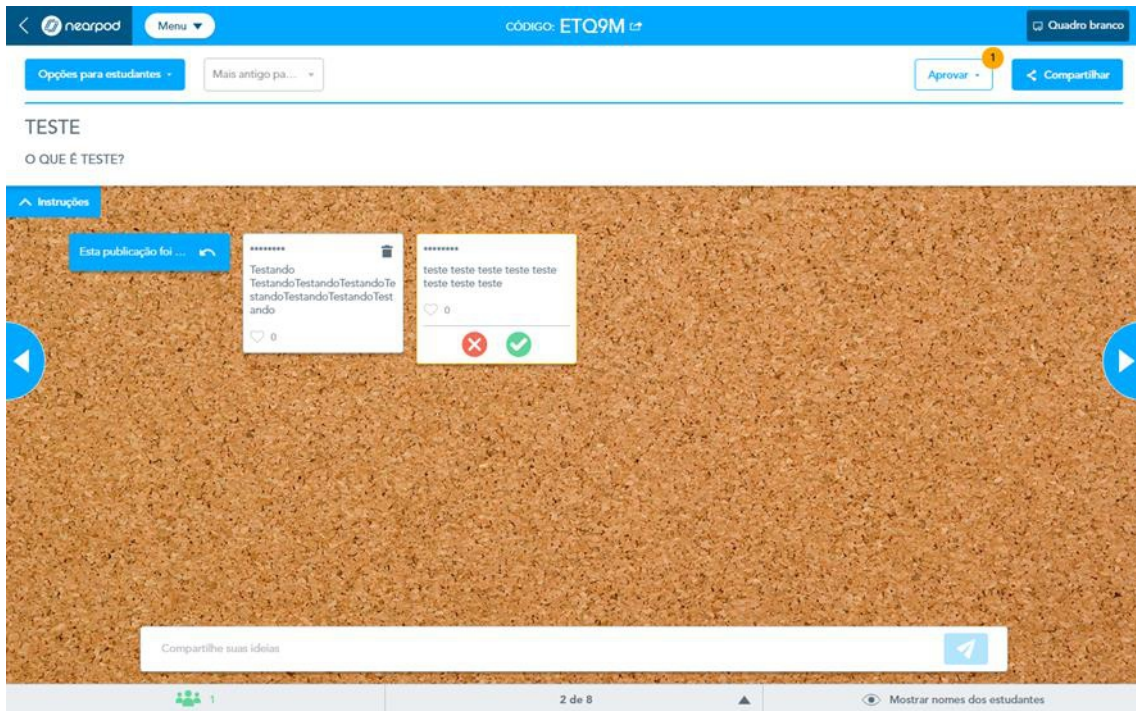 nearpod
Menu
CÓDIGO: ETQ9M
Quadro branco
Opções para estudantes
Mais antigo pa...
1
Aprovar
Compartilhar
TESTE
O QUE É TESTE?
Instruções
Esta publicação foi ...
********
Testando
TestandoTestandoTestandoTe
standoTestandoTestandoTest
ando
0
********
teste teste teste teste teste
teste teste teste
0
Compartilhe suas ideias
1
2 de 8
Mostrar nomes dos estudantes